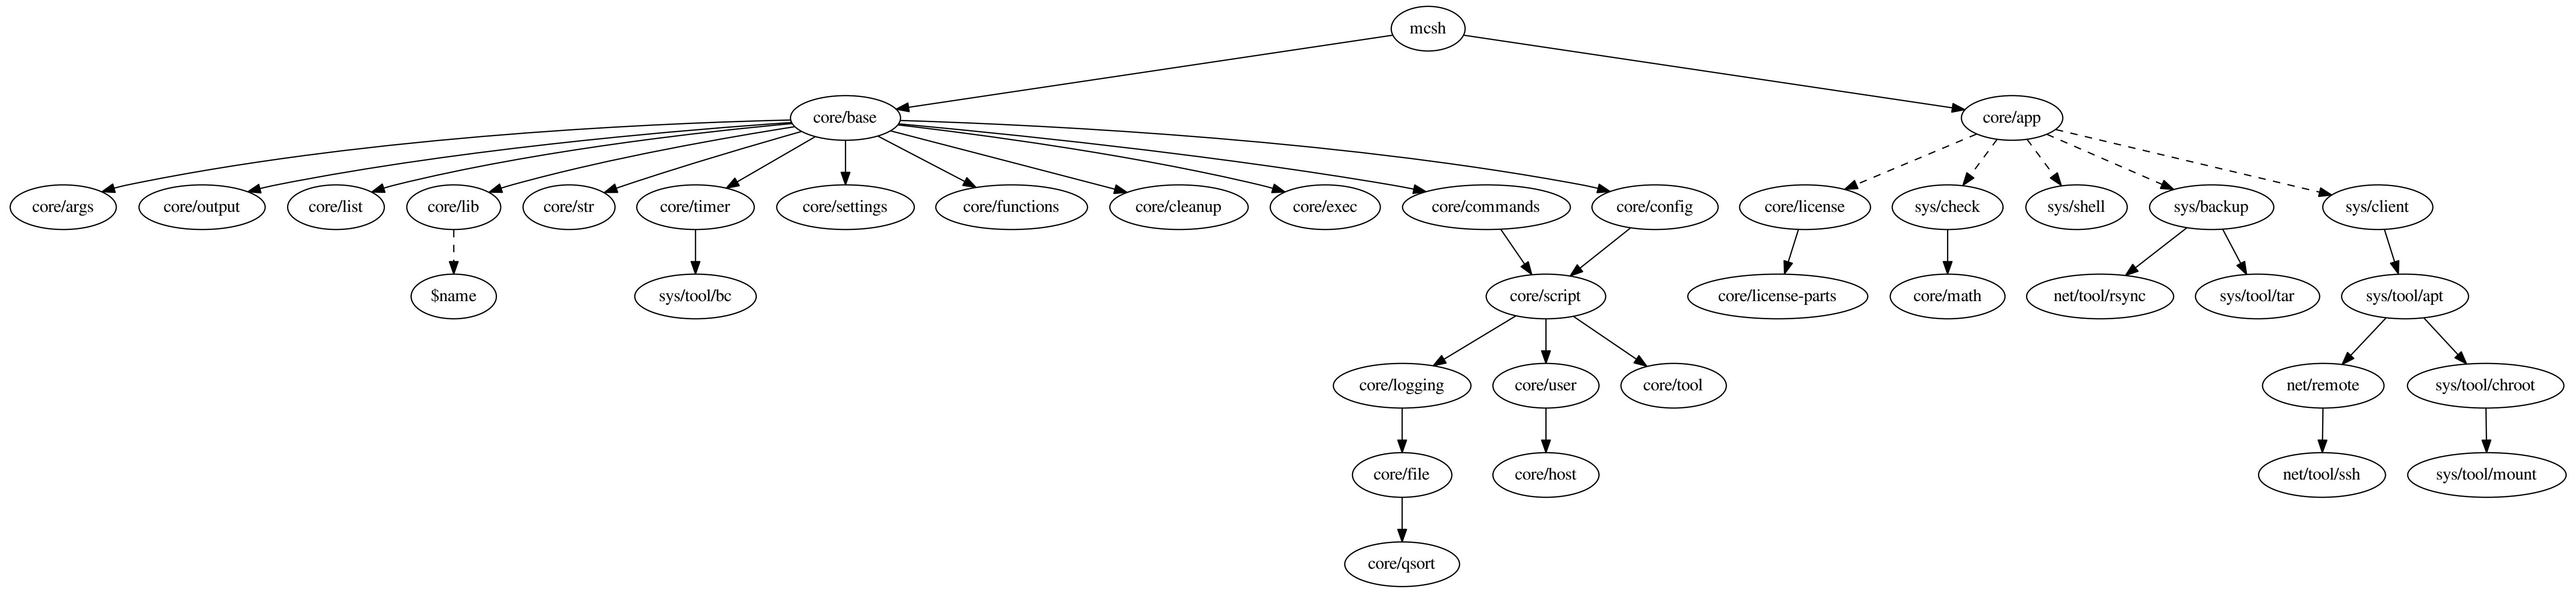 mcsh
core/base
core/app
core/args
core/output
core/list
core/lib
core/str
core/timer
core/settings
core/functions
core/cleanup
core/exec
core/commands
core/config
core/license
sys/check
sys/shell
sys/backup
sys/client
$name
sys/tool/bc
core/script
core/license-parts
core/math
net/tool/rsync
sys/tool/tar
sys/tool/apt
core/logging
core/user
core/tool
net/remote
sys/tool/chroot
core/file
core/host
net/tool/ssh
sys/tool/mount
core/qsort